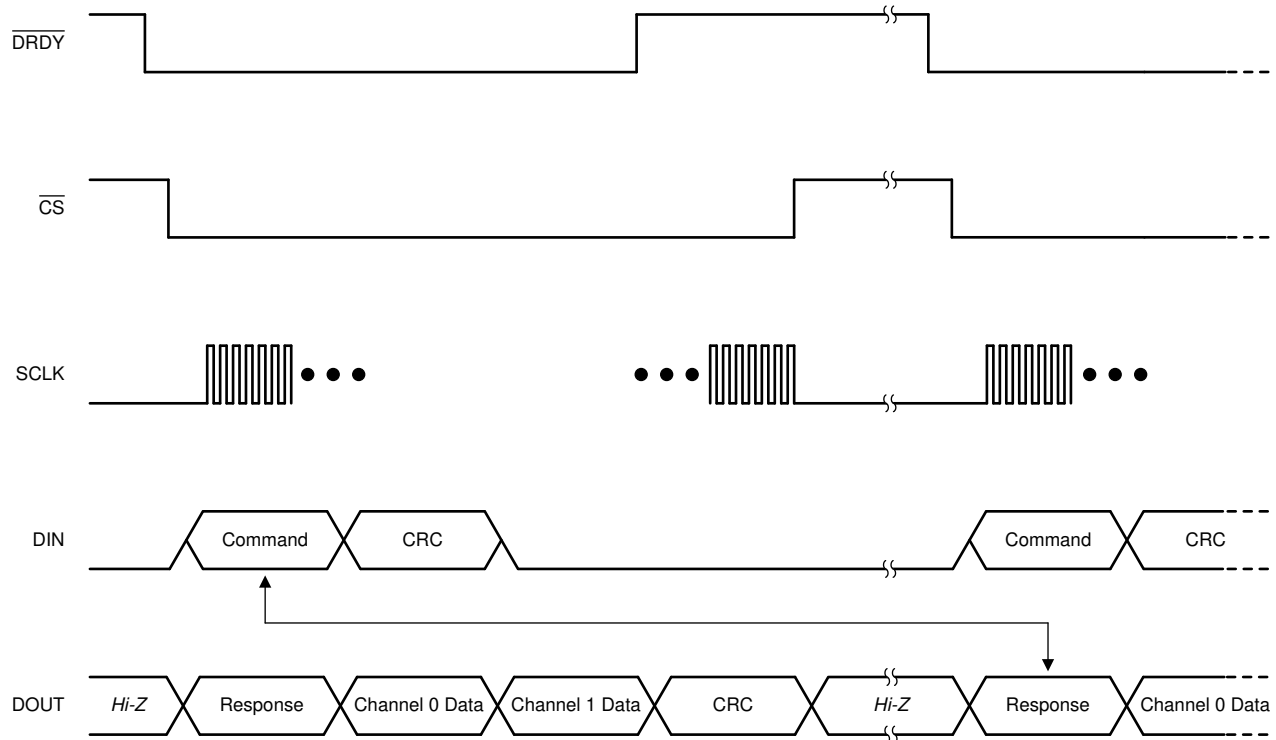 DRDY
CS
SCLK
DIN Command CRC Command CRC
DOUT Hi-Z Response Channel 0 Data Channel 1 Data CRC Hi-Z Response Channel 0 Data